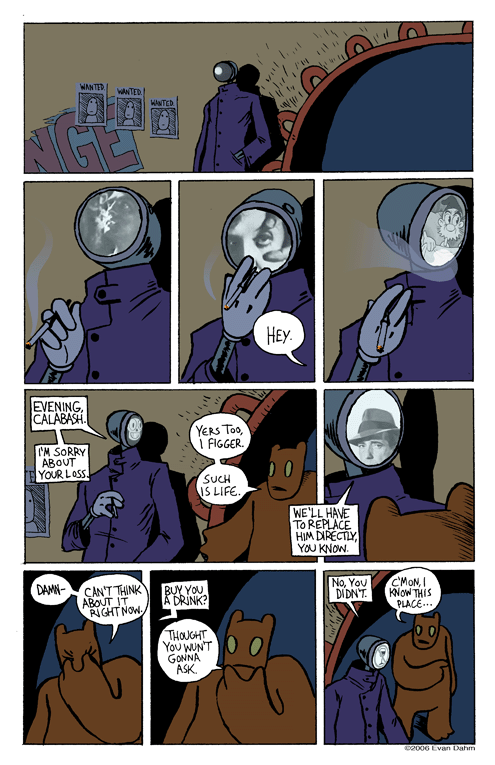 WANTED.
WANTED.
WANTED.
NGE
HEY.
EVENING,
CALABASH.
I'M SORRY
ABOUT
YOUR LOSS.
YERS TOO,
I FIGGER.
SUCH
IS LIFE.
WE'LL HAVE
TO REPLACE
HIM DIRECTLY,
YOU KNOW.
DAMN-
CAN'T THINK
ABOUT IT
RIGHT NOW.
BUY YOU
A DRINK?
THOUGHT
YOU WUN'T
GONNA
ASK.
NO, YOU
DIDN'T.
C'MON, I
KNOW THIS
PLACE...
©2006 Evan Dahm